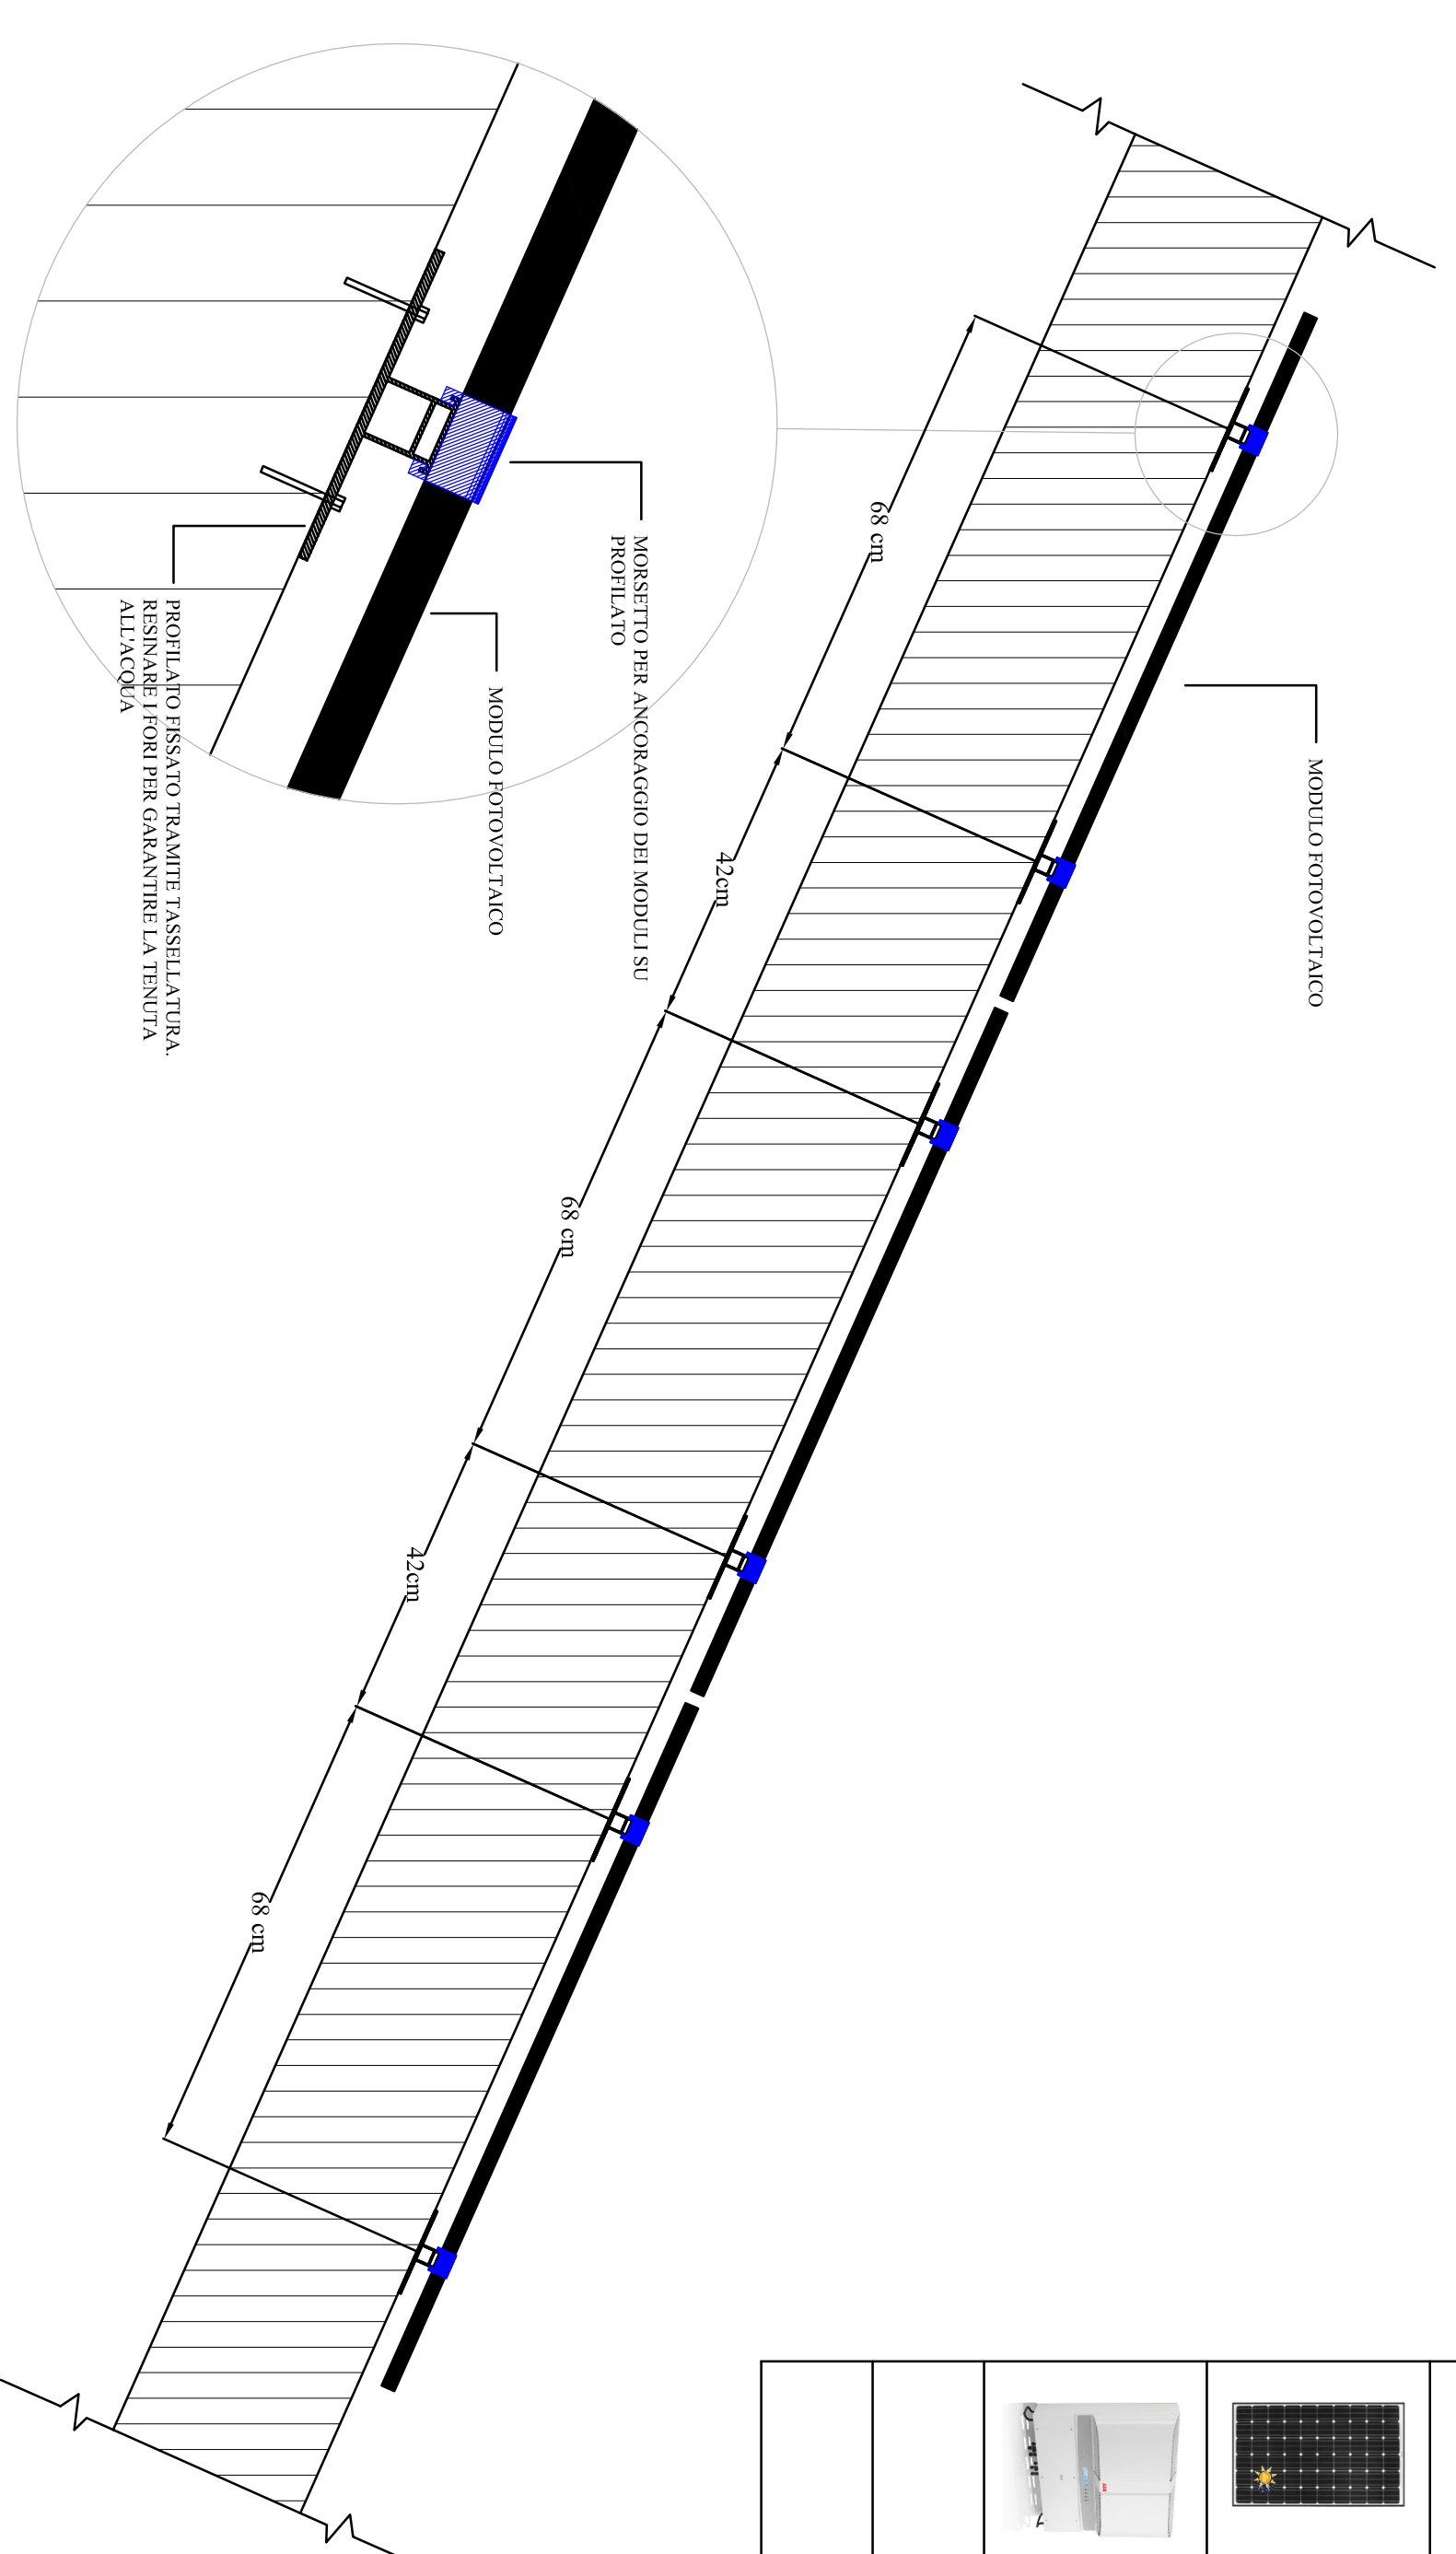 MODULO FOTOVOLTAICO
68 cm
42cm
68 cm
42cm
68 cm
MORSETTO PER ANCORAGGIO DEI MODULI SU
PROFILATO
MODULO FOTOVOLTAICO
PROFILATO FISSATO TRAMITE TASSELLATURA.
RESINARE I FORI PER GARANTIRE LA TENUTA
ALL'ACQUA
ABB